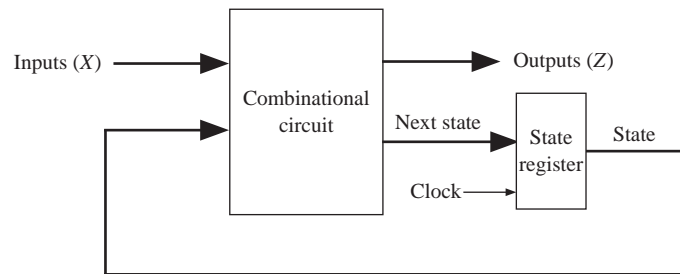 Inputs (X)
Outputs (Z)
Combinational
circuit
Next state
State
register
State
Clock